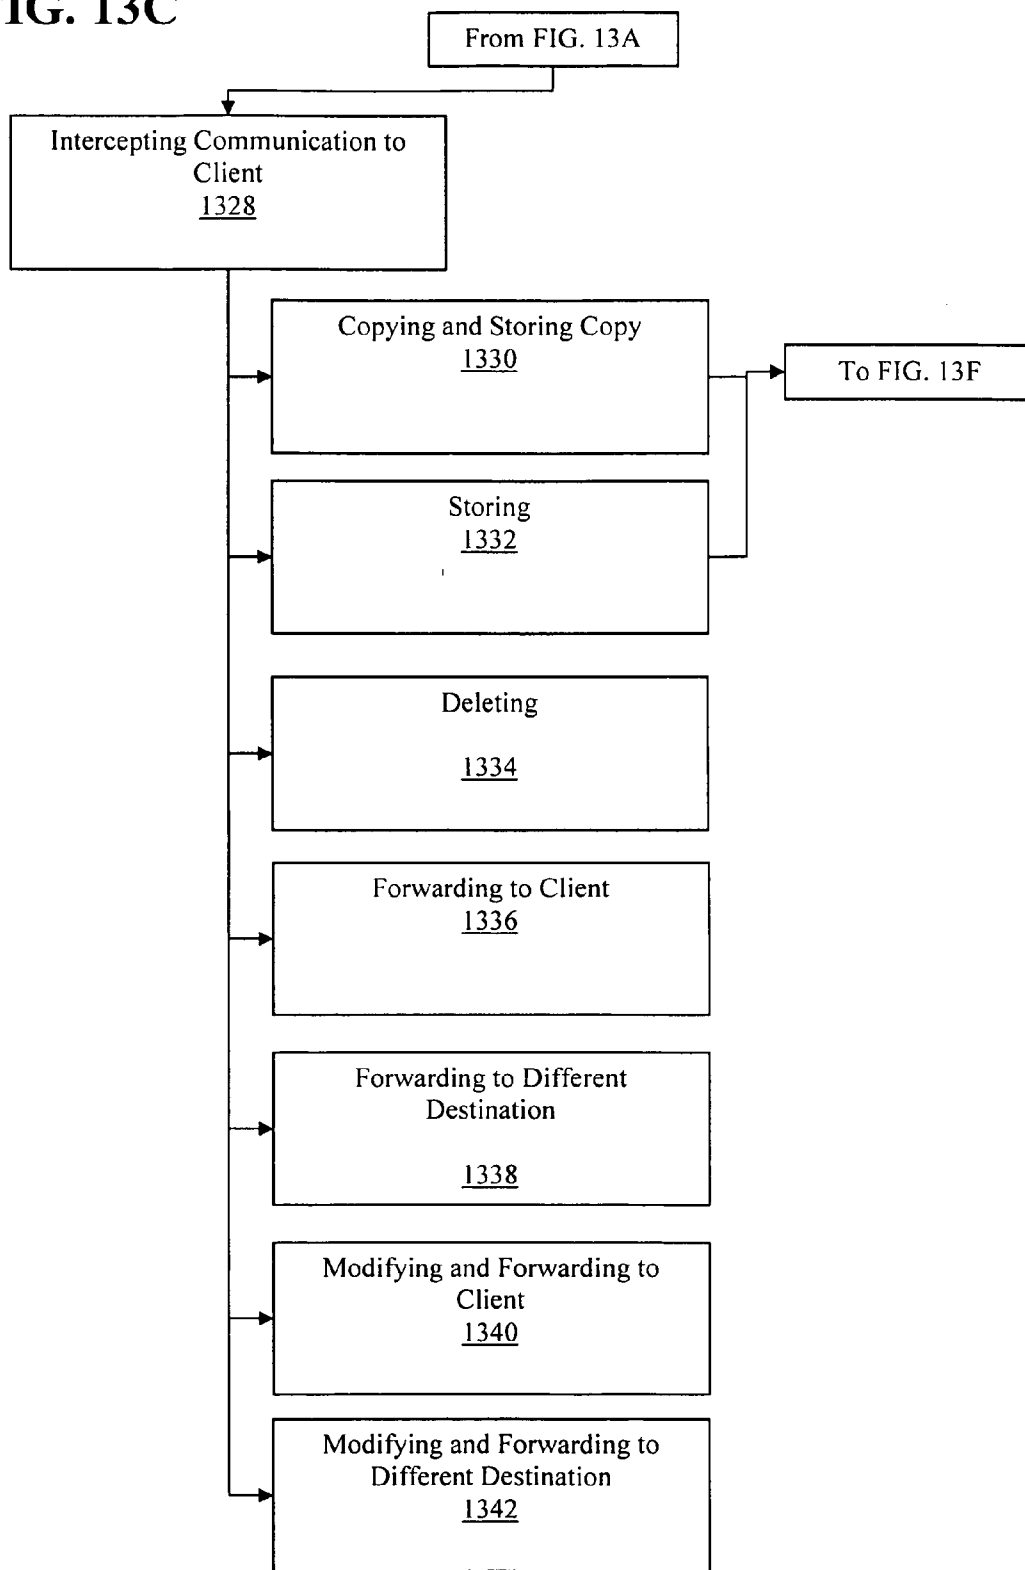 IG. 13C
From FIG. 13A
Intercepting Communication to
Client
1328
Copying and Storing Copy
1330
To FIG. 13F
Storing
1332
Deleting
1334
Forwarding to Client
1336
Forwarding to Different
Destination
1338
Modifying and Forwarding to
Client
1340
Modifying and Forwarding to
Different Destination
1342